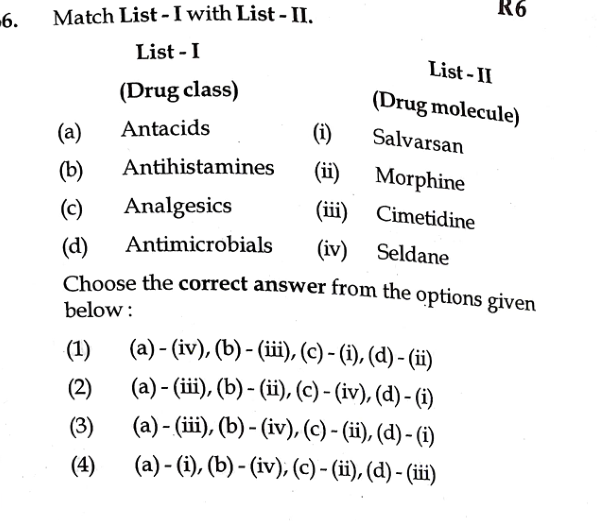 6. Match List - I with List - II.
R6
List - I
List - II
(Drug class)
(Drug molecule)
(a) Antacids (i) Salvarsan
(b) Antihistamines (ii) Morphine
(c) Analgesics (iii) Cimetidine
(d) Antimicrobials (iv) Seldane
Choose the correct answer from the options given
below :
(1) (a) - (iv), (b) - (iii), (c) - (i), (d) - (ii)
(2) (a) - (iii), (b) - (ii), (c) - (iv), (d) - (i)
(3) (a) - (iii), (b) - (iv), (c) - (ii), (d) - (i)
(4) (a) - (i), (b) - (iv), (c) - (ii), (d) - (iii)